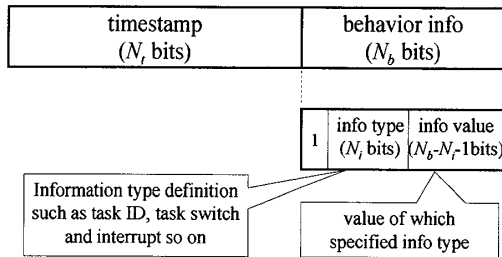 timestamp
(N_t bits)
behavior info
(N_b bits)
1
info type
(N_i bits)
info value
(N_b-N_i-1bits)
Information type definition
such as task ID, task switch
and interrupt so on
value of which
specified info type